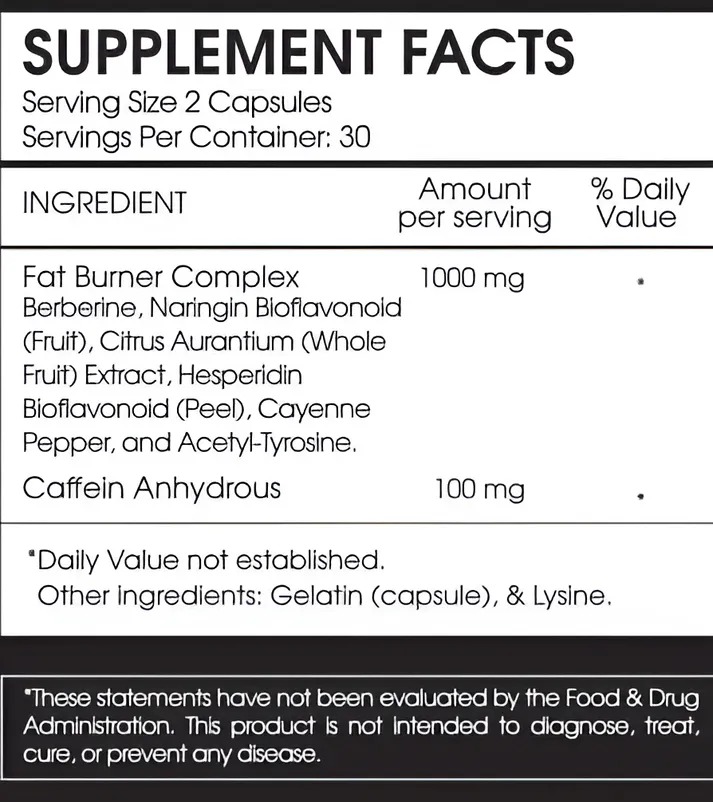 SUPPLEMENT FACTS
Serving Size 2 Capsules
Servings Per Container: 30
INGREDIENT
Amount
per serving
% Daily
Value
Fat Burner Complex 1000 mg *
Berberine, Naringin Bioflavonoid
(Fruit), Citrus Aurantium (Whole
Fruit) Extract, Hesperidin
Bioflavonoid (Peel), Cayenne
Pepper, and Acetyl-Tyrosine.
Caffein Anhydrous 100 mg *
*Daily Value not established.
Other ingredients: Gelatin (capsule), & Lysine.
*These statements have not been evaluated by the Food & Drug
Administration. This product is not intended to diagnose, treat,
cure, or prevent any disease.